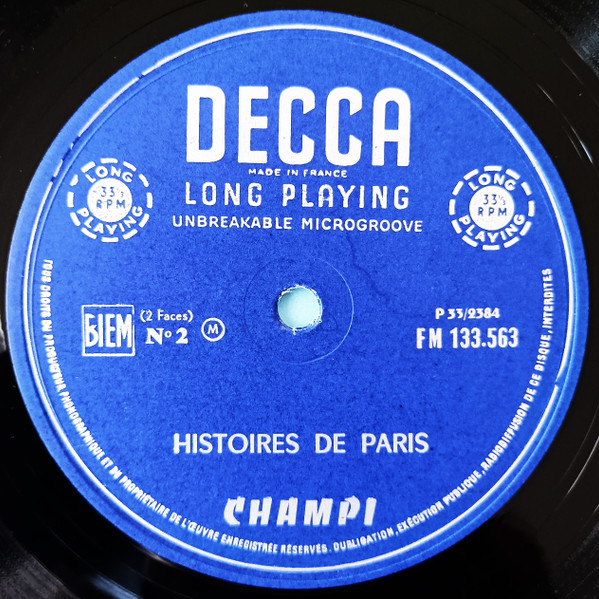 DECCA
MADE IN FRANCE
LONG PLAYING
UNBREAKABLE MICROGROOVE
LONG
33⅓
RPM
PLAYING
LONG
33⅓
RPM
PLAYING
BIEM
(2 Faces)
Nº 2
M
P 33/2384
FM 133.563
HISTOIRES DE PARIS
CHAMPI
TOUS DROITS DU PRODUCTEUR PHONOGRAPHIQUE ET DU PROPRIÉTAIRE DE L'ŒUVRE ENREGISTRÉE RÉSERVÉS. DUBLICATION, EXÉCUTION PUBLIQUE, RADIODIFFUSION DE CE DISQUE, INTERDITES